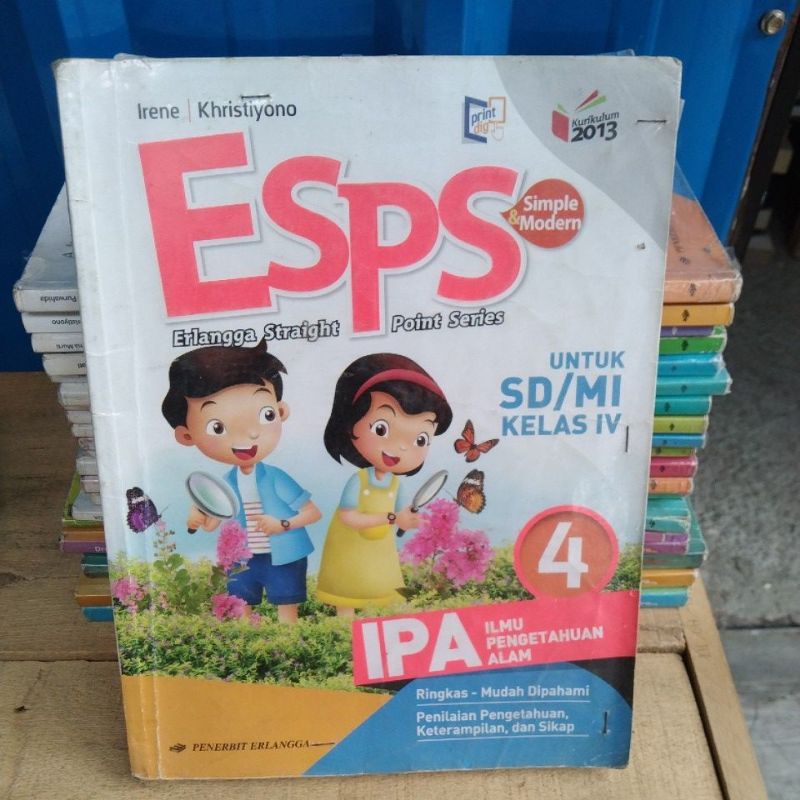 Irene | Khristiyono
print
dig
Kurikulum
2013
ESPS
Simple
& Modern
Erlangga Straight Point Series
UNTUK
SD/MI
KELAS IV
4
IPA
ILMU
PENGETAHUAN
ALAM
Ringkas - Mudah Dipahami
Penilaian Pengetahuan,
Keterampilan, dan Sikap
PENERBIT ERLANGGA
Purwahida